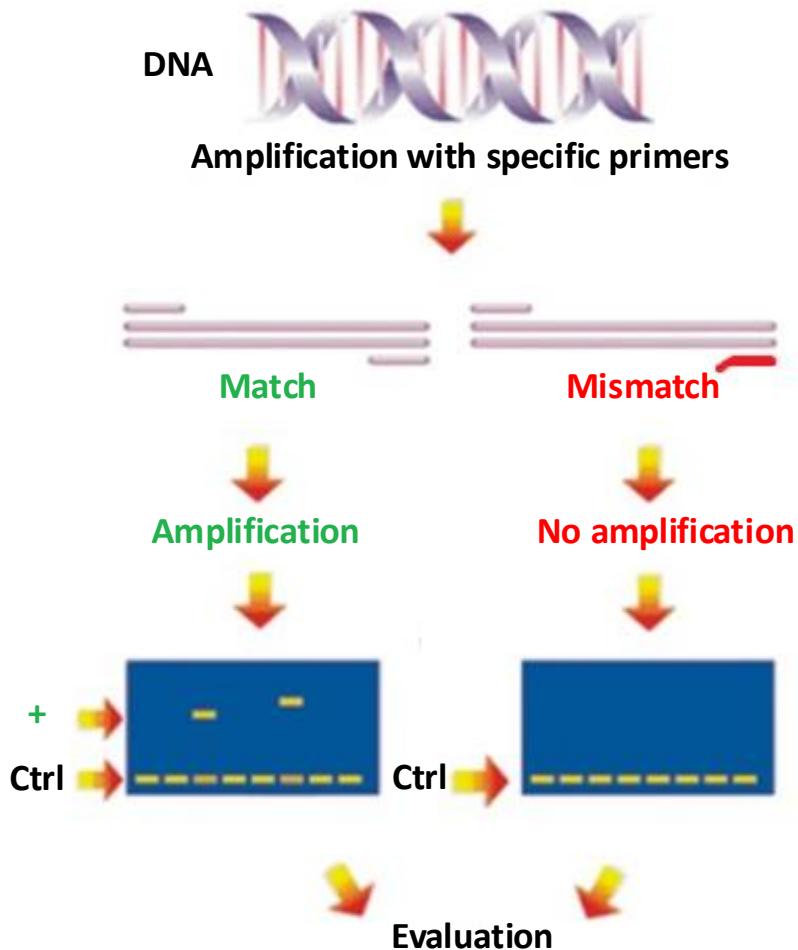 DNA
Amplification with specific primers
Match
Mismatch
Amplification
No amplification
+
Ctrl
Ctrl
Evaluation